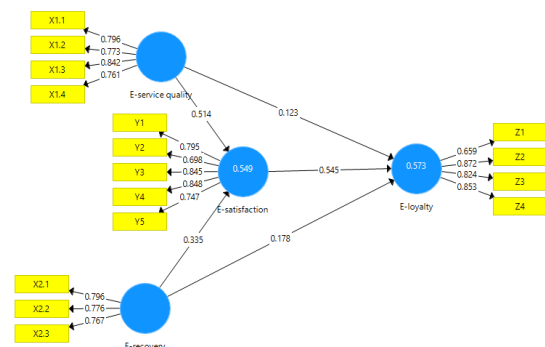 X1.1
X1.2
X1.3
X1.4
0.796
0.773
0.842
0.761
E-service quality
0.514
0.123
Y1
Y2
Y3
Y4
Y5
0.795
0.698
0.845
0.848
0.747
0.549
E-satisfaction
0.545
0.573
E-loyalty
0.659
0.872
0.824
0.853
Z1
Z2
Z3
Z4
0.335
0.178
X2.1
X2.2
X2.3
0.796
0.776
0.767
E-recovery